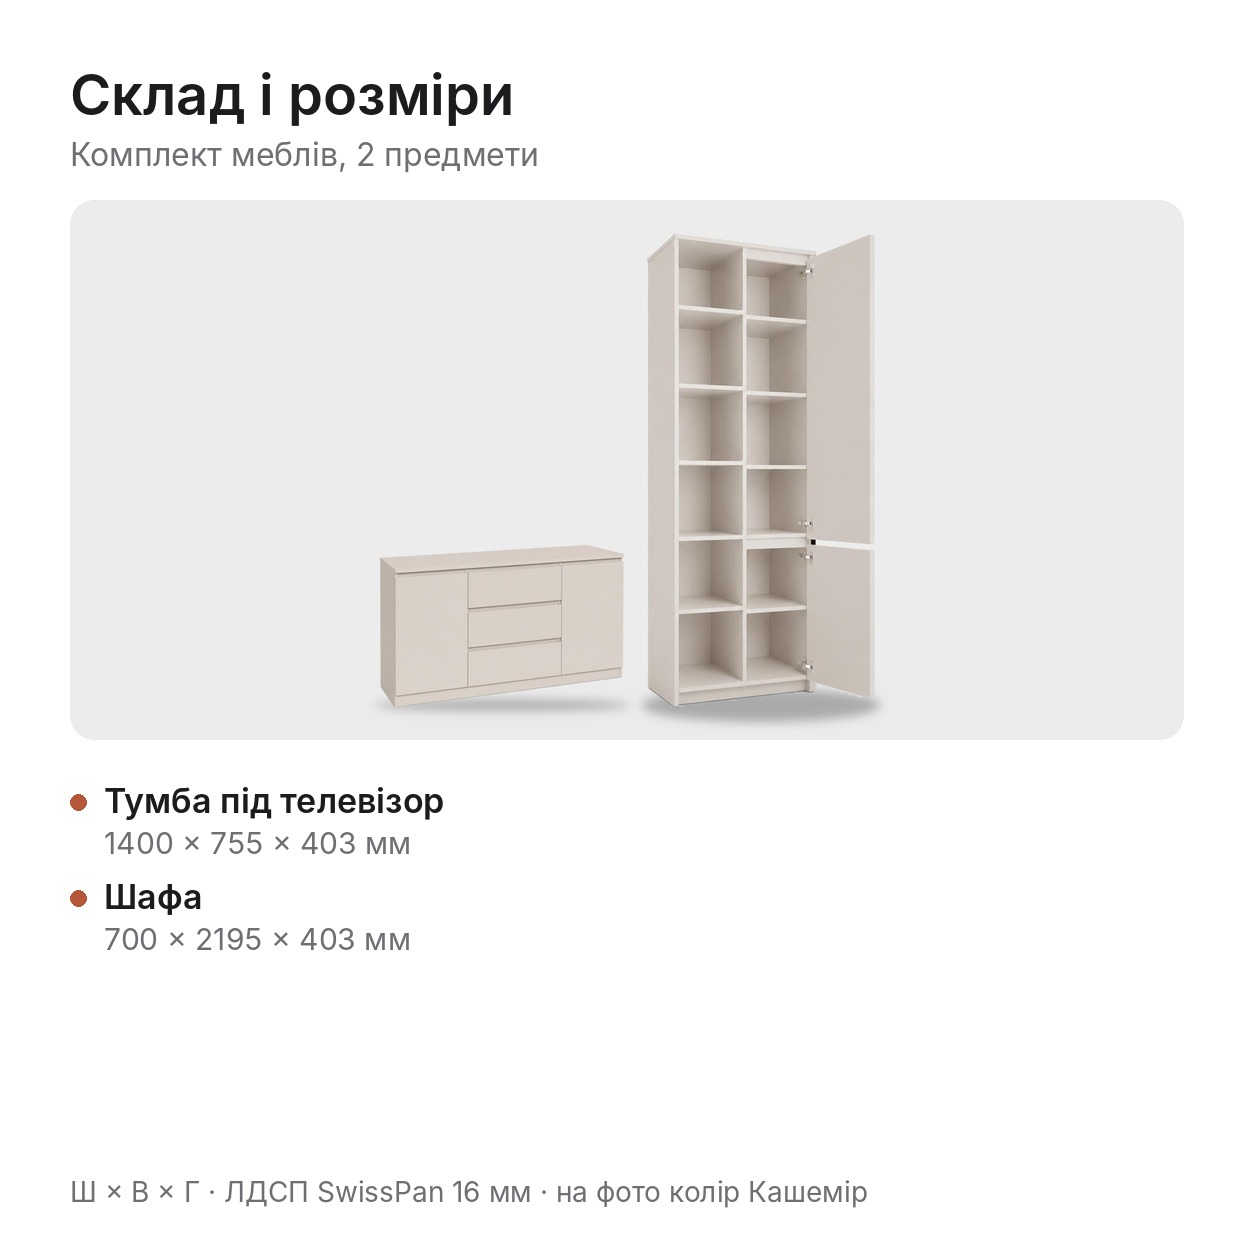 Склад і розміри
Комплект меблів, 2 предмети
Тумба під телевізор
1400 × 755 × 403 мм
Шафа
700 × 2195 × 403 мм
Ш × В × Г · ЛДСП SwissPan 16 мм · на фото колір Кашемір